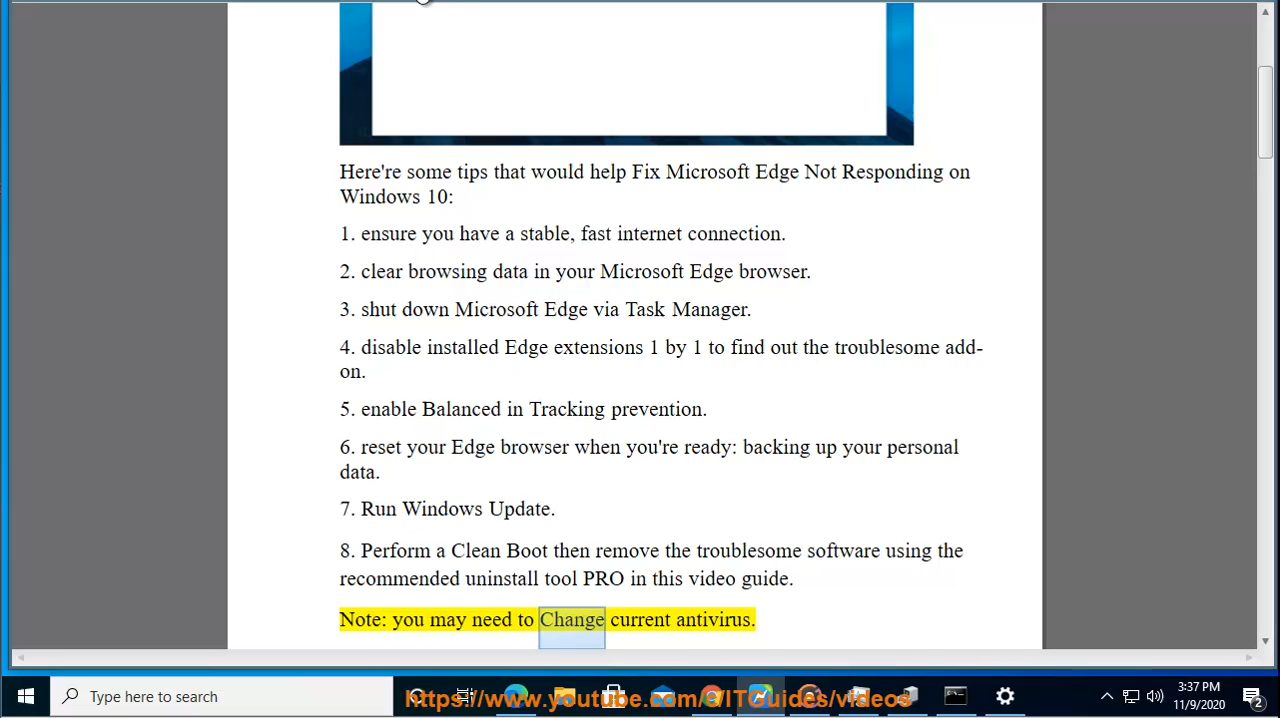 Here're some tips that would help Fix Microsoft Edge Not Responding on
Windows 10:
1. ensure you have a stable, fast internet connection.
2. clear browsing data in your Microsoft Edge browser.
3. shut down Microsoft Edge via Task Manager.
4. disable installed Edge extensions 1 by 1 to find out the troublesome add-
on.
5. enable Balanced in Tracking prevention.
6. reset your Edge browser when you're ready: backing up your personal
data.
7. Run Windows Update.
8. Perform a Clean Boot then remove the troublesome software using the
recommended uninstall tool PRO in this video guide.
Note: you may need to Change current antivirus.
Type here to search
https://www.youtube.com/c/ITGuides/videos
3:37 PM
11/9/2020
2